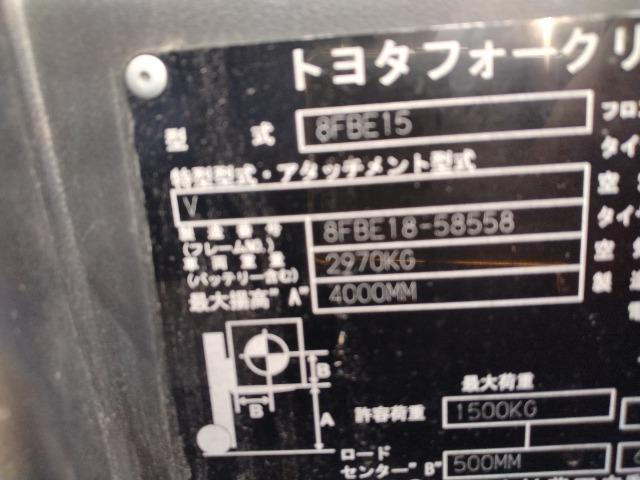 トヨタフォークリ
型 式 8FBE15
特型型式・アタッチメント型式
V
製造番号
(フレームNO.) 8FBE18-58558
車両重量
(バッテリー含む) 2970KG
最大揚高"A" 4000MM
B
B
A
最大荷重
許容荷重 1500KG
ロード
センター"B" 500MM
フロ
タイ
空
タイ
空
製